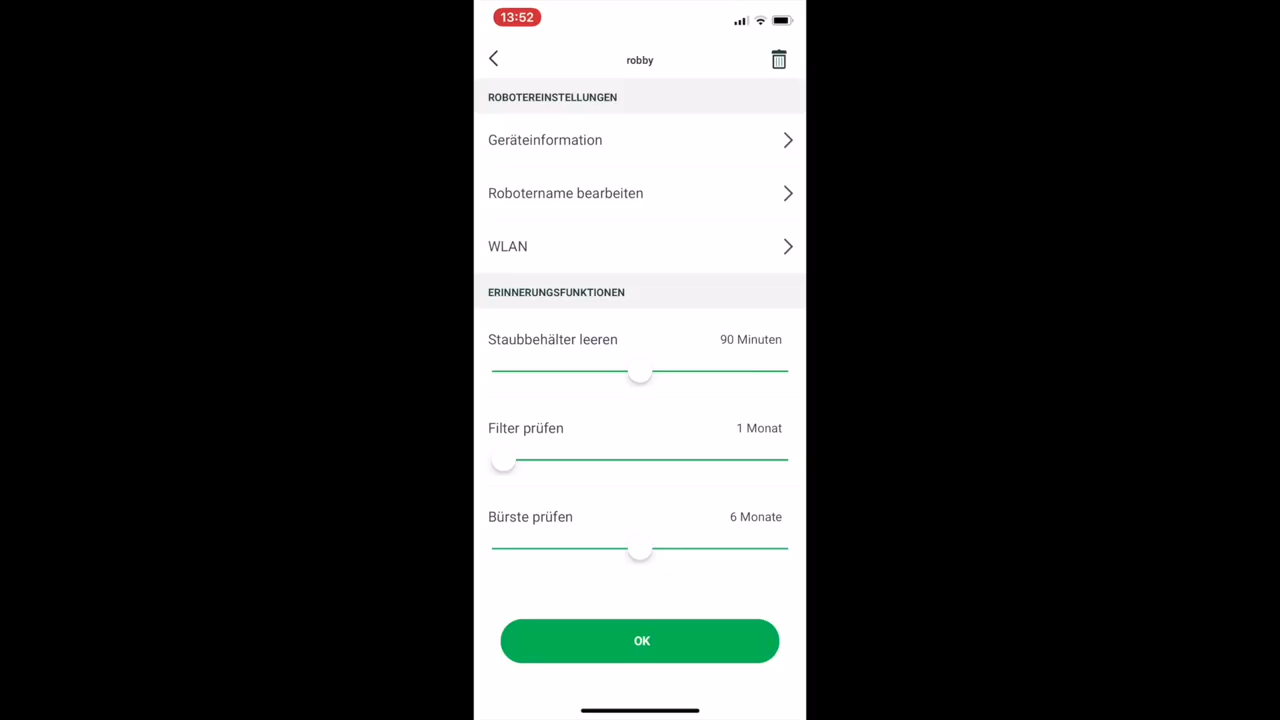 13:52
robby
ROBOTEREINSTELLUNGEN
Geräteinformation
Robotername bearbeiten
WLAN
ERINNERUNGSFUNKTIONEN
Staubbehälter leeren 90 Minuten
Filter prüfen 1 Monat
Bürste prüfen 6 Monate
OK